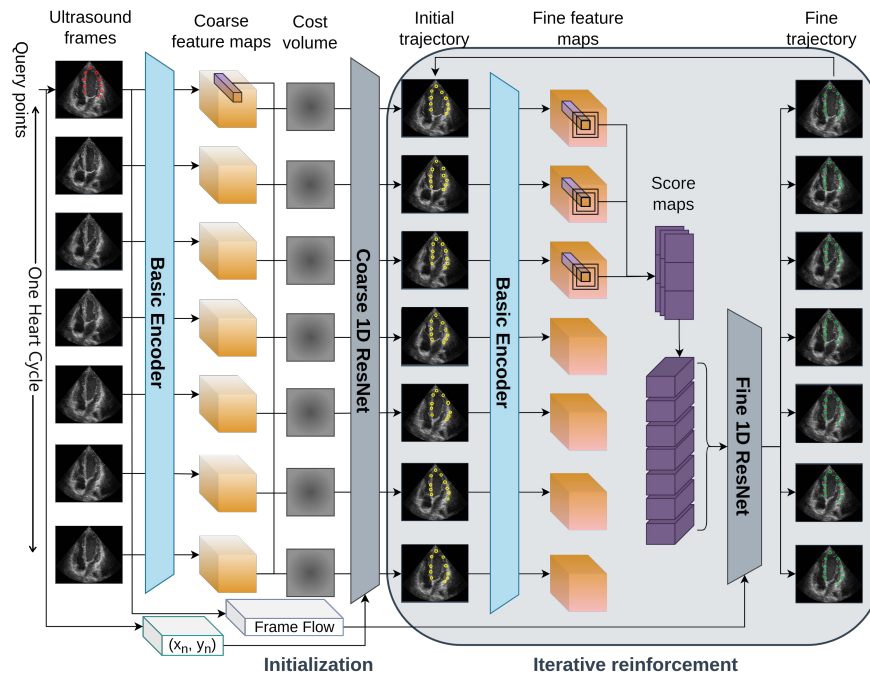 Ultrasound
frames
Coarse
feature maps
Cost
volume
Initial
trajectory
Fine feature
maps
Fine
trajectory
Query points
One Heart Cycle
Basic Encoder
Coarse 1D ResNet
Basic Encoder
Score
maps
Fine 1D ResNet
Frame Flow
(xn, yn)
Initialization
Iterative reinforcement